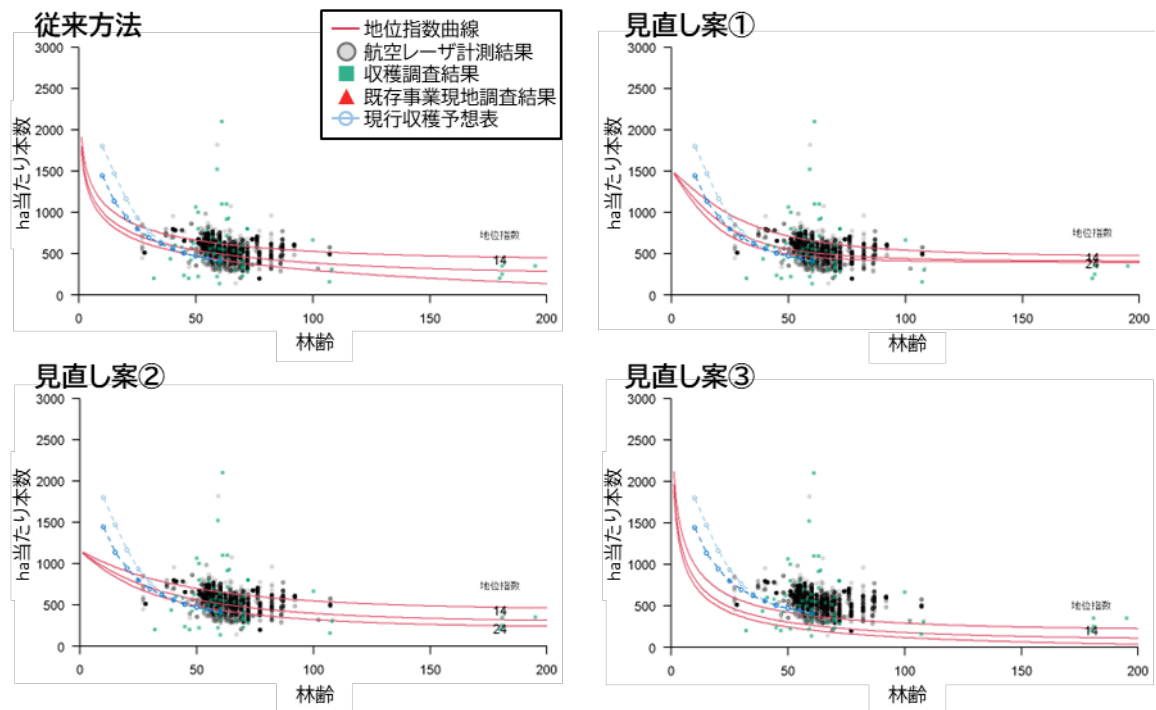 従来方法
地位指数曲線
航空レーザ計測結果
収穫調査結果
既存事業現地調査結果
現行収穫予想表
3000
2500
2000
1500
1000
500
0
ha当たり本数
地位指数
14
0 50 100 150 200
林齢
見直し案①
3000
2500
2000
1500
1000
500
0
ha当たり本数
地位指数
14
24
0 50 100 150 200
林齢
見直し案②
3000
2500
2000
1500
1000
500
0
ha当たり本数
地位指数
14
24
0 50 100 150 200
林齢
見直し案③
3000
2500
2000
1500
1000
500
0
ha当たり本数
地位指数
14
0 50 100 150 200
林齢